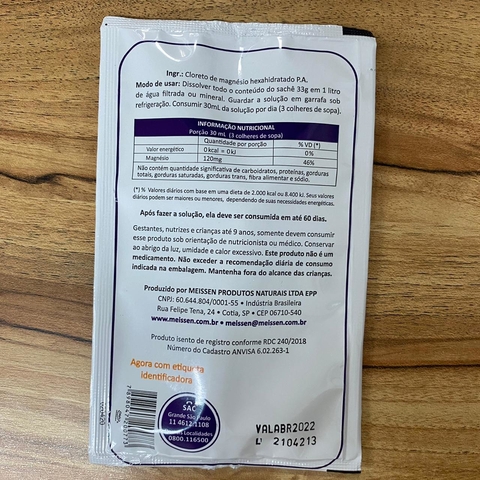 Ingr.: Cloreto de magnésio hexahidratado P.A.
Modo de usar: Dissolver todo o conteúdo do sachê 33g em 1 litro
de água filtrada ou mineral. Guardar a solução em garrafa sob
refrigeração. Consumir 30mL da solução por dia (3 colheres de sopa).
INFORMAÇÃO NUTRICIONAL
Porção 30 mL (3 colheres de sopa)
Quantidade por porção % VD (*)
Valor energético 0 kcal = 0 kJ 0%
Magnésio 120mg 46%
Não contém quantidade significativa de carboidratos, proteínas, gorduras
totais, gorduras saturadas, gorduras trans, fibra alimentar e sódio.
(*) % Valores diários com base em uma dieta de 2.000 kcal ou 8.400 kJ. Seus valores
diários podem ser maiores ou menores, dependendo de suas necessidades energéticas.
Após fazer a solução, ela deve ser consumida em até 60 dias.
Gestantes, nutrizes e crianças até 9 anos, somente devem consumir
esse produto sob orientação de nutricionista ou médico. Conservar
ao abrigo da luz, umidade e calor excessivo. Este produto não é um
medicamento. Não exceder a recomendação diária de consumo
indicada na embalagem. Mantenha fora do alcance das crianças.
Produzido por MEISSEN PRODUTOS NATURAIS LTDA EPP
CNPJ: 60.644.804/0001-55 • Indústria Brasileira
Rua Felipe Tena, 24 • Cotia, SP • CEP 06710-540
www.meissen.com.br • meissen@meissen.com.br
Produto isento de registro conforme RDC 240/2018
Número do Cadastro ANVISA 6.02.263-1
Agora com etiqueta
identificadora
SAC
Grande São Paulo
11 4612.1108
Localidades
0800.116500
VALABR2022
L: 2104213